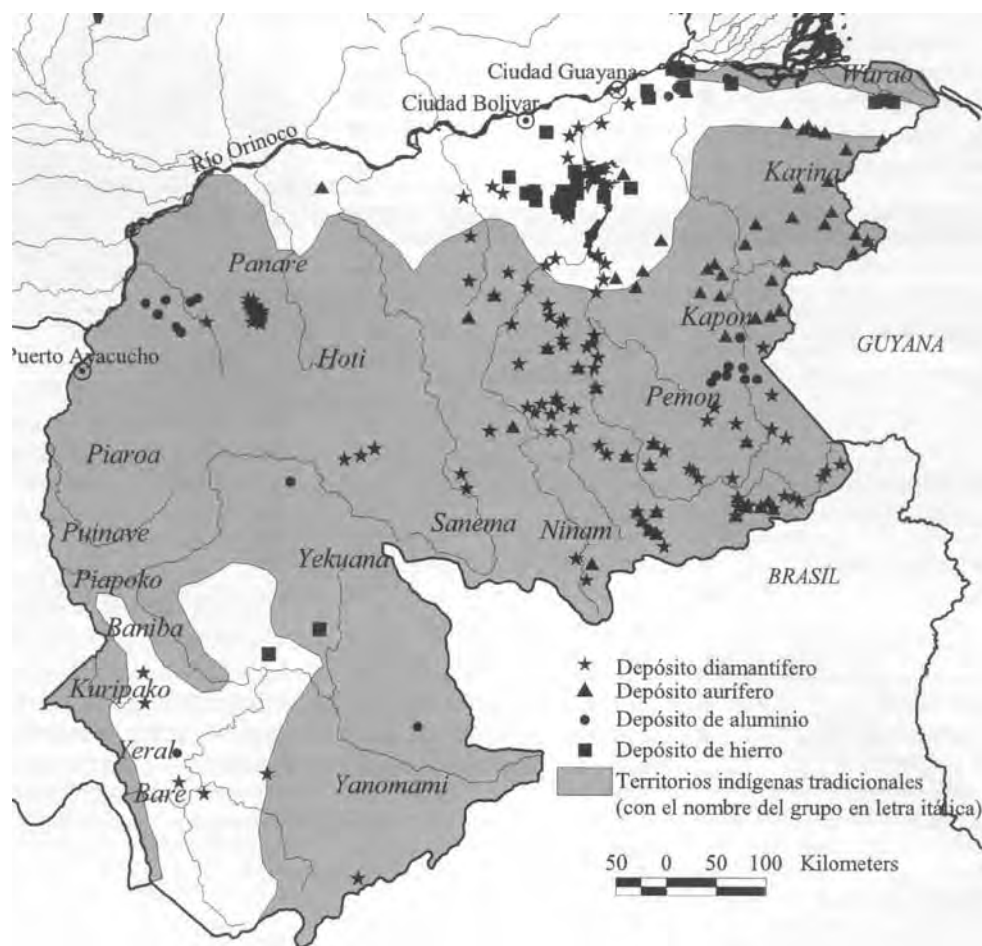 Ciudad Guayana
Warao
Ciudad Bolivar
Río Orinoco
Karina
Panare
Kapon
GUYANA
Hoti
Puerto Ayacucho
Pemon
Piaroa
Sanema
Ninam
Puinave
Yekuana
BRASIL
Piapoko
Baniba
Depósito diamantífero
Kuripako
Depósito aurífero
Depósito de aluminio
Yeral
Depósito de hierro
Baré
Yanomami
Territorios indígenas tradicionales
(con el nombre del grupo en letra itálica)
50 0 50 100 Kilometers